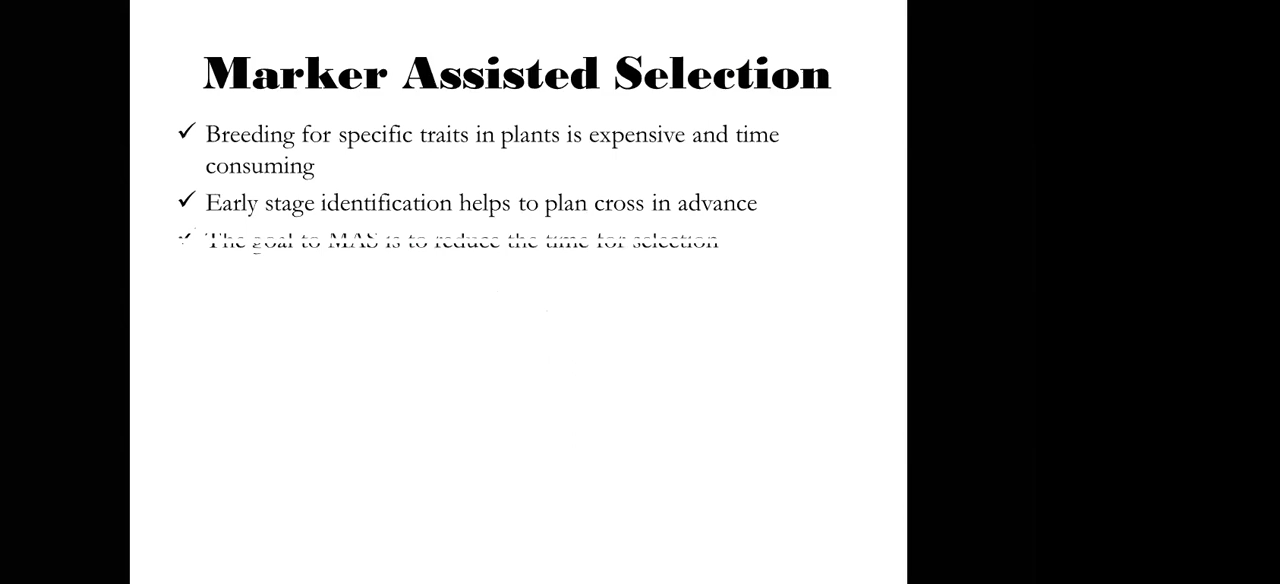 Marker Assisted Selection
✓ Breeding for specific traits in plants is expensive and time
consuming
✓ Early stage identification helps to plan cross in advance
✓ The goal to MAS is to reduce the time for selection